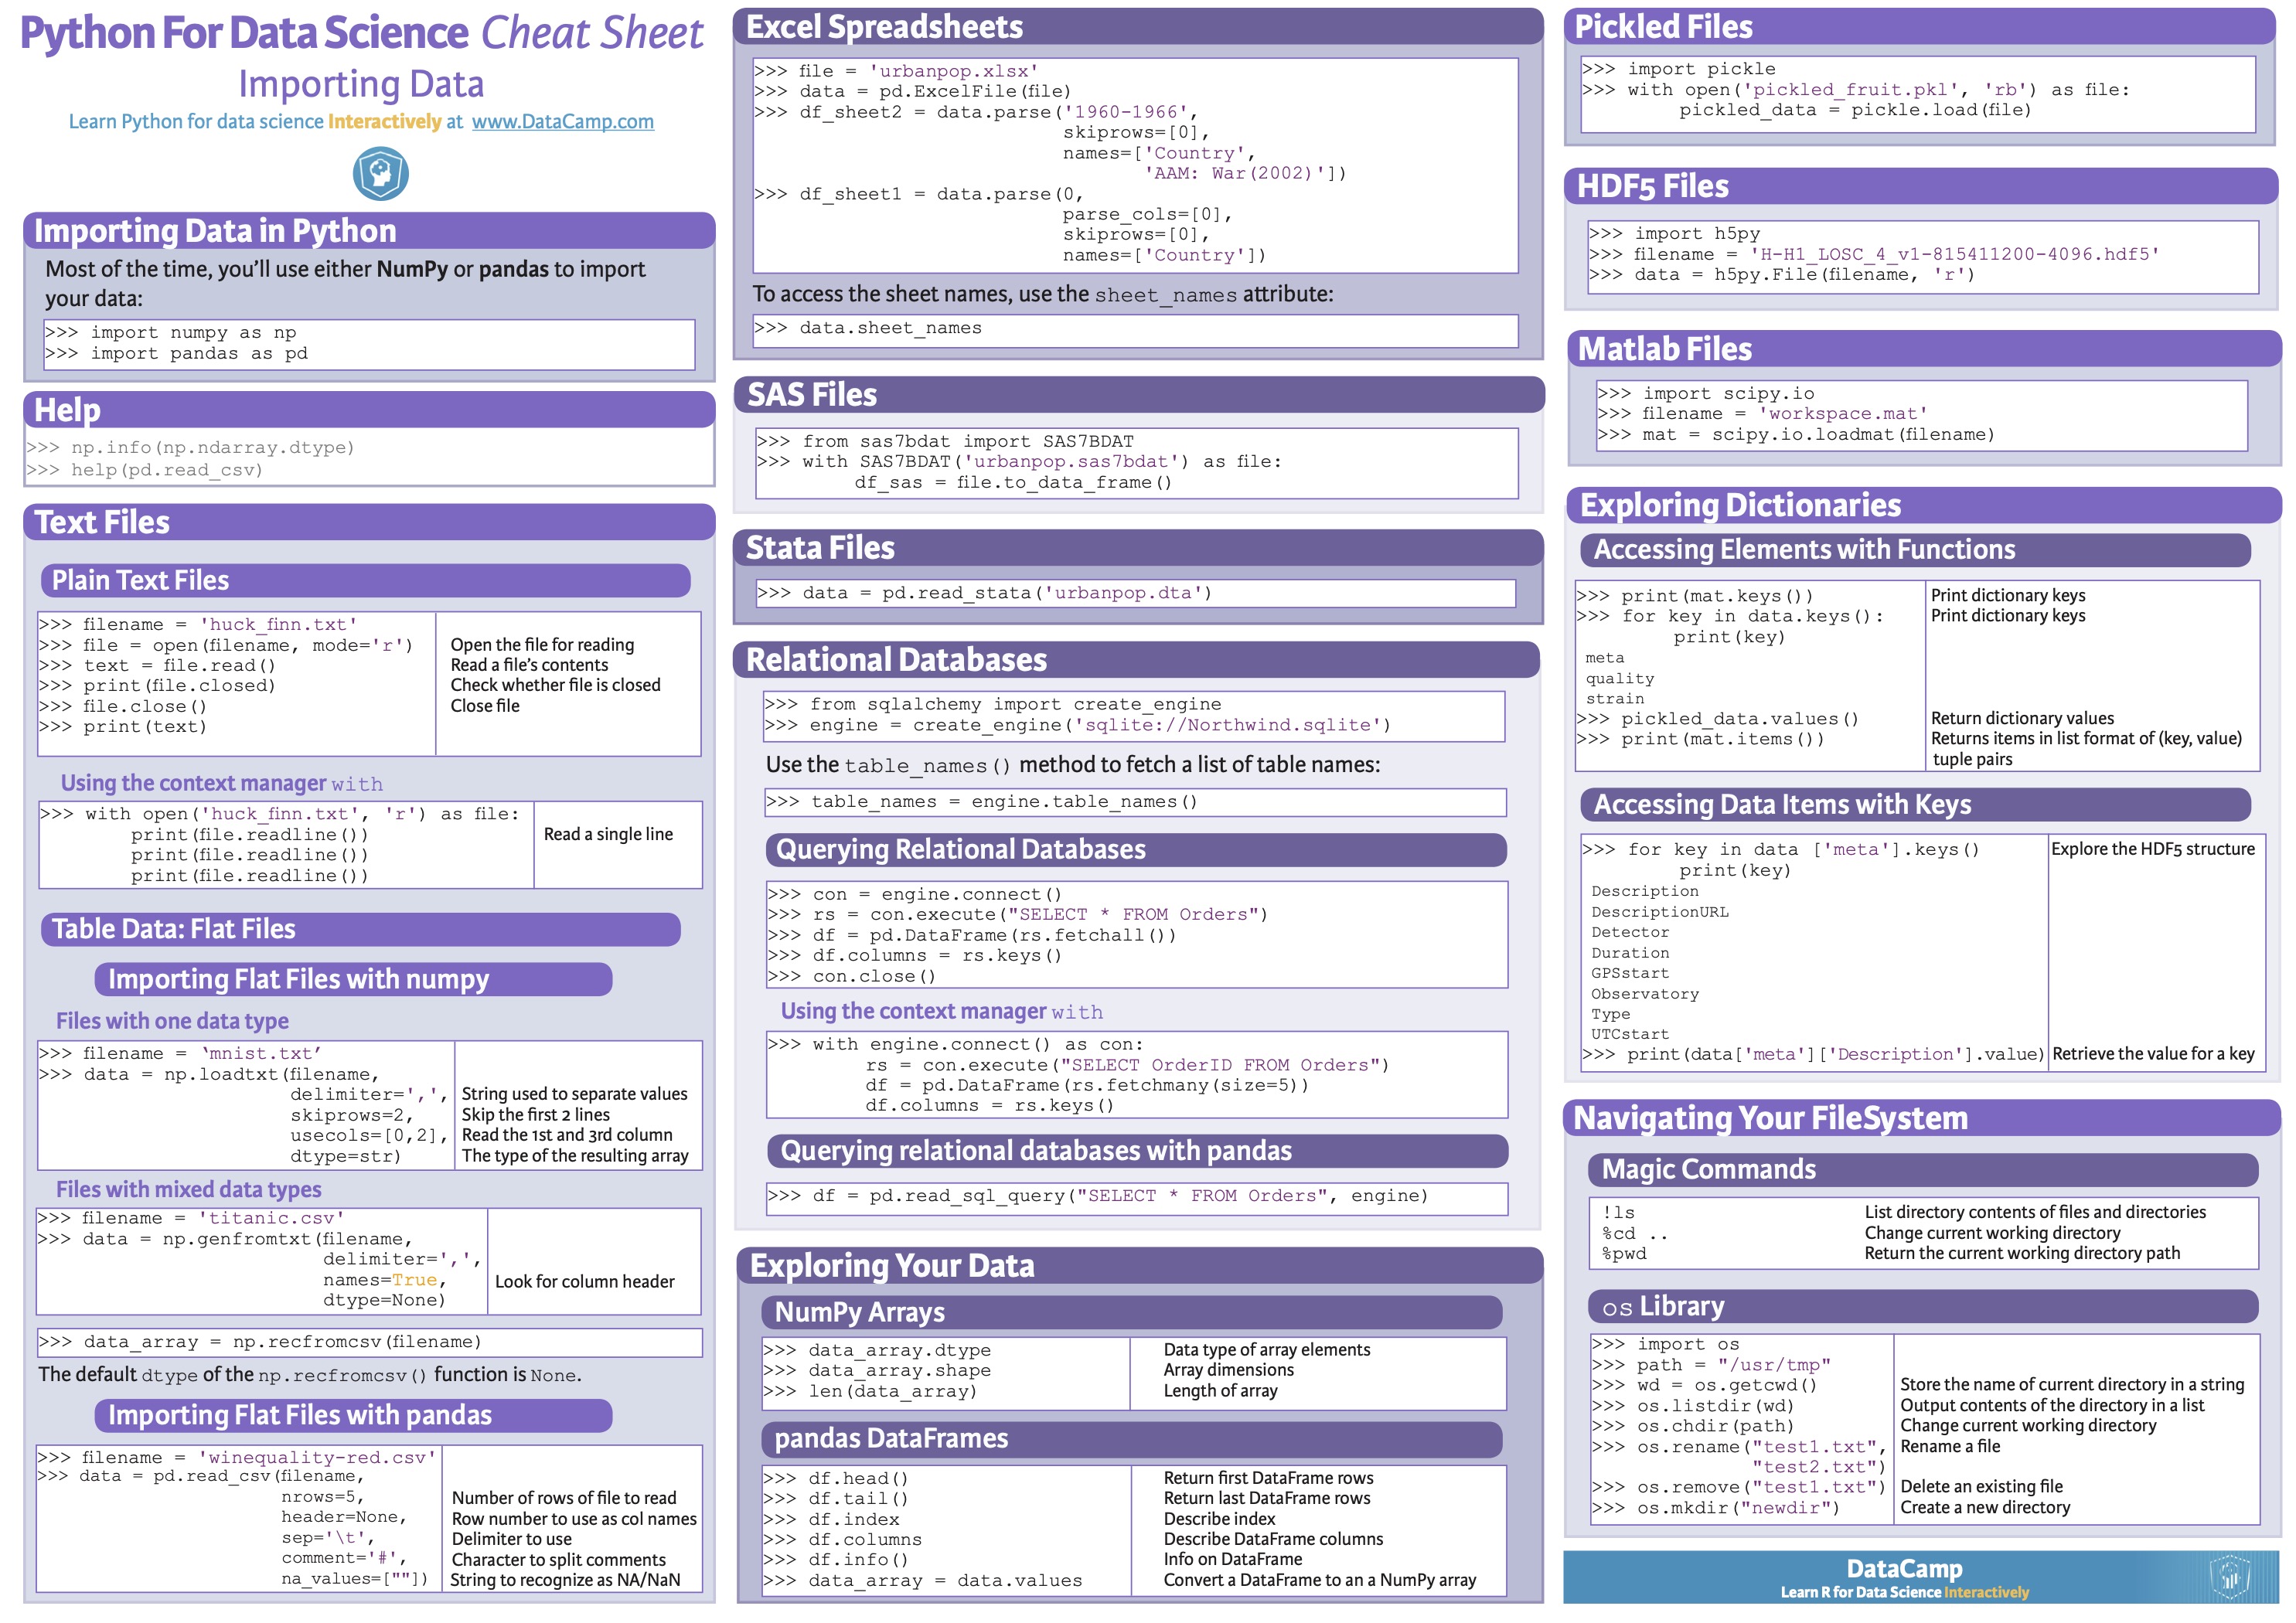 Python For Data Science Cheat Sheet
Importing Data
Learn Python for data science Interactively at www.DataCamp.com
Importing Data in Python
Most of the time, you'll use either NumPy or pandas to import
your data:
>>> import numpy as np
>>> import pandas as pd
Help
>>> np.info(np.ndarray.dtype)
>>> help(pd.read_csv)
Text Files
Plain Text Files
>>> filename = 'huck_finn.txt'
>>> file = open(filename, mode='r') Open the file for reading
>>> text = file.read() Read a file's contents
>>> print(file.closed) Check whether file is closed
>>> file.close() Close file
>>> print(text)
Using the context manager with
>>> with open('huck_finn.txt', 'r') as file:
print(file.readline()) Read a single line
print(file.readline())
print(file.readline())
Table Data: Flat Files
Importing Flat Files with numpy
Files with one data type
>>> filename = ‘mnist.txt’
>>> data = np.loadtxt(filename,
delimiter=',', String used to separate values
skiprows=2, Skip the first 2 lines
usecols=[0,2], Read the 1st and 3rd column
dtype=str) The type of the resulting array
Files with mixed data types
>>> filename = 'titanic.csv'
>>> data = np.genfromtxt(filename,
delimiter=',',
names=True, Look for column header
dtype=None)
>>> data_array = np.recfromcsv(filename)
The default dtype of the np.recfromcsv() function is None.
Importing Flat Files with pandas
>>> filename = 'winequality-red.csv'
>>> data = pd.read_csv(filename,
nrows=5, Number of rows of file to read
header=None, Row number to use as col names
sep='\t', Delimiter to use
comment='#', Character to split comments
na_values=[""]) String to recognize as NA/NaN
Excel Spreadsheets
>>> file = 'urbanpop.xlsx'
>>> data = pd.ExcelFile(file)
>>> df_sheet2 = data.parse('1960-1966',
skiprows=[0],
names=['Country',
'AAM: War(2002)'])
>>> df_sheet1 = data.parse(0,
parse_cols=[0],
skiprows=[0],
names=['Country'])
To access the sheet names, use the sheet_names attribute:
>>> data.sheet_names
SAS Files
>>> from sas7bdat import SAS7BDAT
>>> with SAS7BDAT('urbanpop.sas7bdat') as file:
df_sas = file.to_data_frame()
Stata Files
>>> data = pd.read_stata('urbanpop.dta')
Relational Databases
>>> from sqlalchemy import create_engine
>>> engine = create_engine('sqlite://Northwind.sqlite')
Use the table_names() method to fetch a list of table names:
>>> table_names = engine.table_names()
Querying Relational Databases
>>> con = engine.connect()
>>> rs = con.execute("SELECT * FROM Orders")
>>> df = pd.DataFrame(rs.fetchall())
>>> df.columns = rs.keys()
>>> con.close()
Using the context manager with
>>> with engine.connect() as con:
rs = con.execute("SELECT OrderID FROM Orders")
df = pd.DataFrame(rs.fetchmany(size=5))
df.columns = rs.keys()
Querying relational databases with pandas
>>> df = pd.read_sql_query("SELECT * FROM Orders", engine)
Exploring Your Data
NumPy Arrays
>>> data_array.dtype Data type of array elements
>>> data_array.shape Array dimensions
>>> len(data_array) Length of array
pandas DataFrames
>>> df.head() Return first DataFrame rows
>>> df.tail() Return last DataFrame rows
>>> df.index Describe index
>>> df.columns Describe DataFrame columns
>>> df.info() Info on DataFrame
>>> data_array = data.values Convert a DataFrame to an a NumPy array
Pickled Files
>>> import pickle
>>> with open('pickled_fruit.pkl', 'rb') as file:
pickled_data = pickle.load(file)
HDF5 Files
>>> import h5py
>>> filename = 'H-H1_LOSC_4_v1-815411200-4096.hdf5'
>>> data = h5py.File(filename, 'r')
Matlab Files
>>> import scipy.io
>>> filename = 'workspace.mat'
>>> mat = scipy.io.loadmat(filename)
Exploring Dictionaries
Accessing Elements with Functions
>>> print(mat.keys()) Print dictionary keys
>>> for key in data.keys(): Print dictionary keys
print(key)
meta
quality
strain
>>> pickled_data.values() Return dictionary values
>>> print(mat.items()) Returns items in list format of (key, value)
tuple pairs
Accessing Data Items with Keys
>>> for key in data ['meta'].keys() Explore the HDF5 structure
print(key)
Description
DescriptionURL
Detector
Duration
GPSstart
Observatory
Type
UTCstart
>>> print(data['meta']['Description'].value) Retrieve the value for a key
Navigating Your FileSystem
Magic Commands
!ls List directory contents of files and directories
%cd .. Change current working directory
%pwd Return the current working directory path
os Library
>>> import os
>>> path = "/usr/tmp"
>>> wd = os.getcwd() Store the name of current directory in a string
>>> os.listdir(wd) Output contents of the directory in a list
>>> os.chdir(path) Change current working directory
>>> os.rename("test1.txt", Rename a file
"test2.txt")
>>> os.remove("test1.txt") Delete an existing file
>>> os.mkdir("newdir") Create a new directory
DataCamp
Learn R for Data Science Interactively